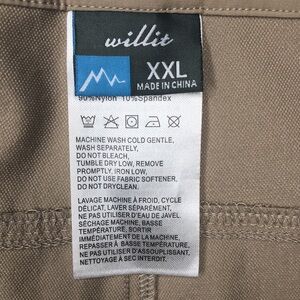 willit
XXL
MADE IN CHINA
90%Nylon 10%Spandex
MACHINE WASH COLD GENTLE,
WASH SEPARATELY,
DO NOT BLEACH,
TUMBLE DRY LOW, REMOVE
PROMPTLY. IRON LOW.
DO NOT USE FABRIC SOFTENER,
DO NOT DRYCLEAN.
LAVAGE MACHINE À FROID, CYCLE
DÉLICAT, LAVER SÉPARÉMENT,
NE PAS UTILISER D'EAU DE JAVEL
SÉCHAGE MACHINE, BASSE
TEMPÉRATURE, SORTIR
IMMÉDIATEMENT DE LA MACHINE.
REPASSER À BASSE TEMPÉRATURE,
NE PAS UTILISER D'ASSOUPLISSANT,
NETTOYAGE À SEC INTERDIT.